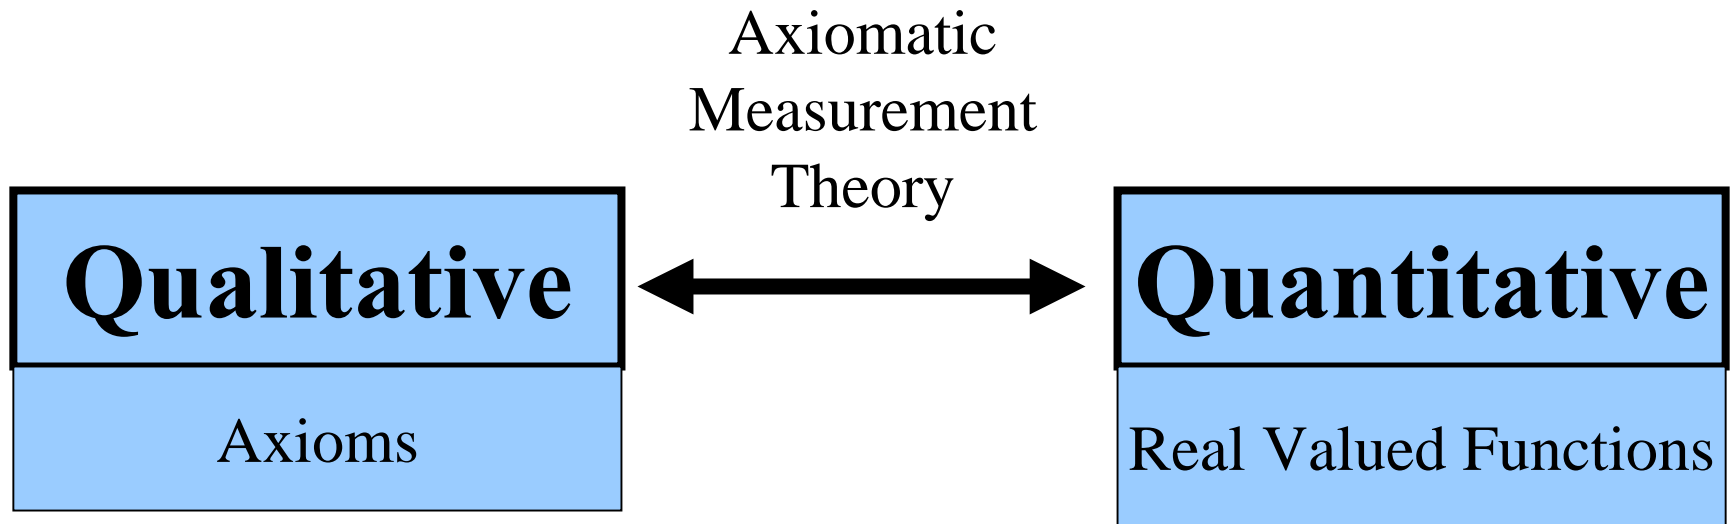 Axiomatic
Measurement
Theory
Qualitative
Quantitative
Axioms
Real Valued Functions